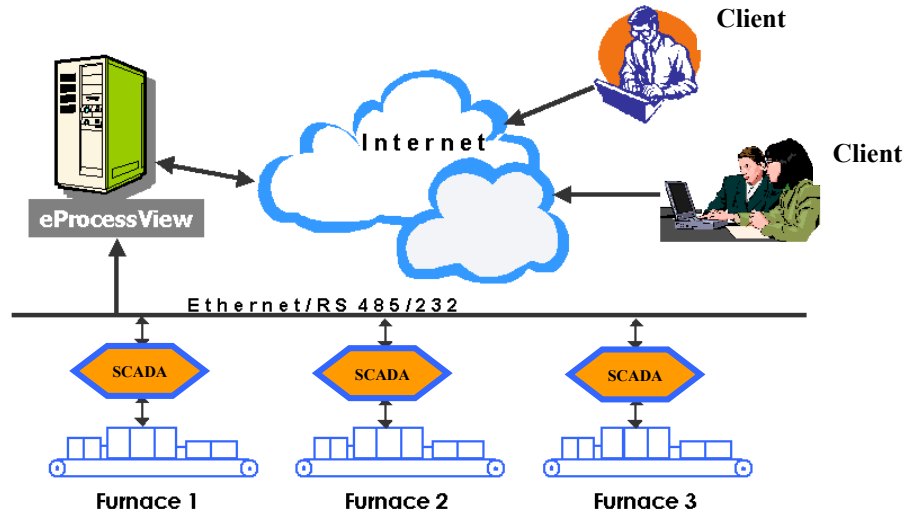 Client
Internet
Client
eProcessView
Ethernet/RS 485/232
SCADA
SCADA
SCADA
Furnace 1
Furnace 2
Furnace 3